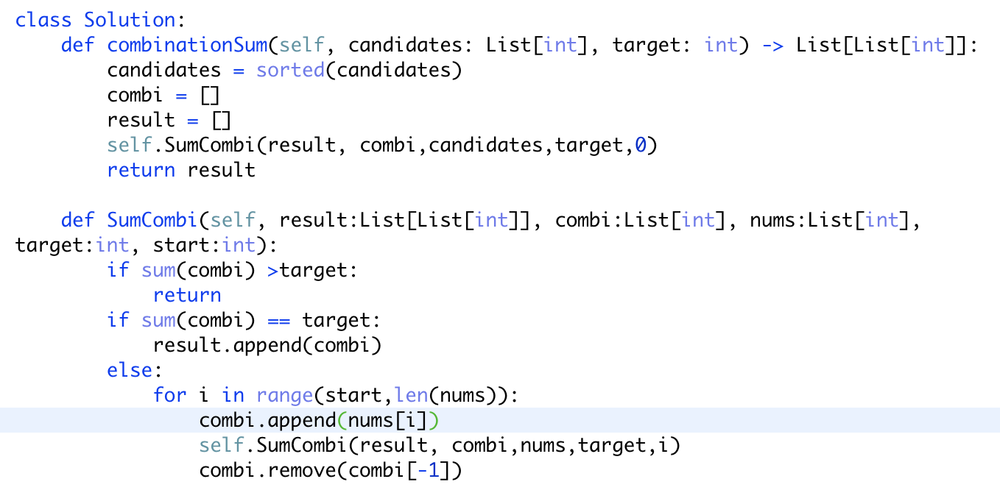 class Solution:
    def combinationSum(self, candidates: List[int], target: int) -> List[List[int]]:
        candidates = sorted(candidates)
        combi = []
        result = []
        self.SumCombi(result, combi,candidates,target,0)
        return result

    def SumCombi(self, result:List[List[int]], combi:List[int], nums:List[int],
target:int, start:int):
        if sum(combi) >target:
            return
        if sum(combi) == target:
            result.append(combi)
        else:
            for i in range(start,len(nums)):
                combi.append(nums[i])
                self.SumCombi(result, combi,nums,target,i)
                combi.remove(combi[-1])